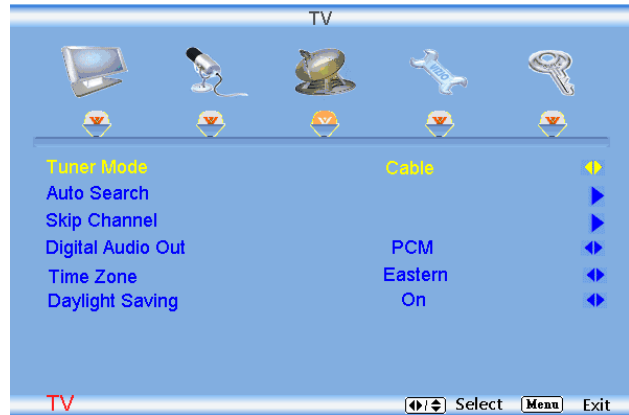 TV
VIZIO
Tuner Mode Cable
Auto Search
Skip Channel
Digital Audio Out PCM
Time Zone Eastern
Daylight Saving On
TV Select Menu Exit